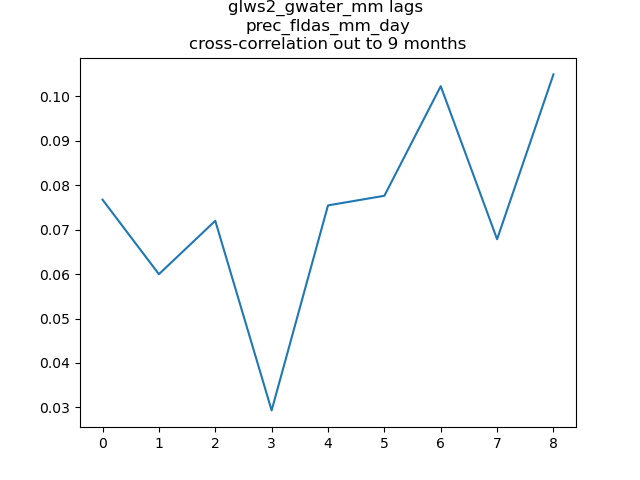 glws2_gwater_mm lags
prec_fldas_mm_day
cross-correlation out to 9 months
0.10
0.09
0.08
0.07
0.06
0.05
0.04
0.03
0 1 2 3 4 5 6 7 8